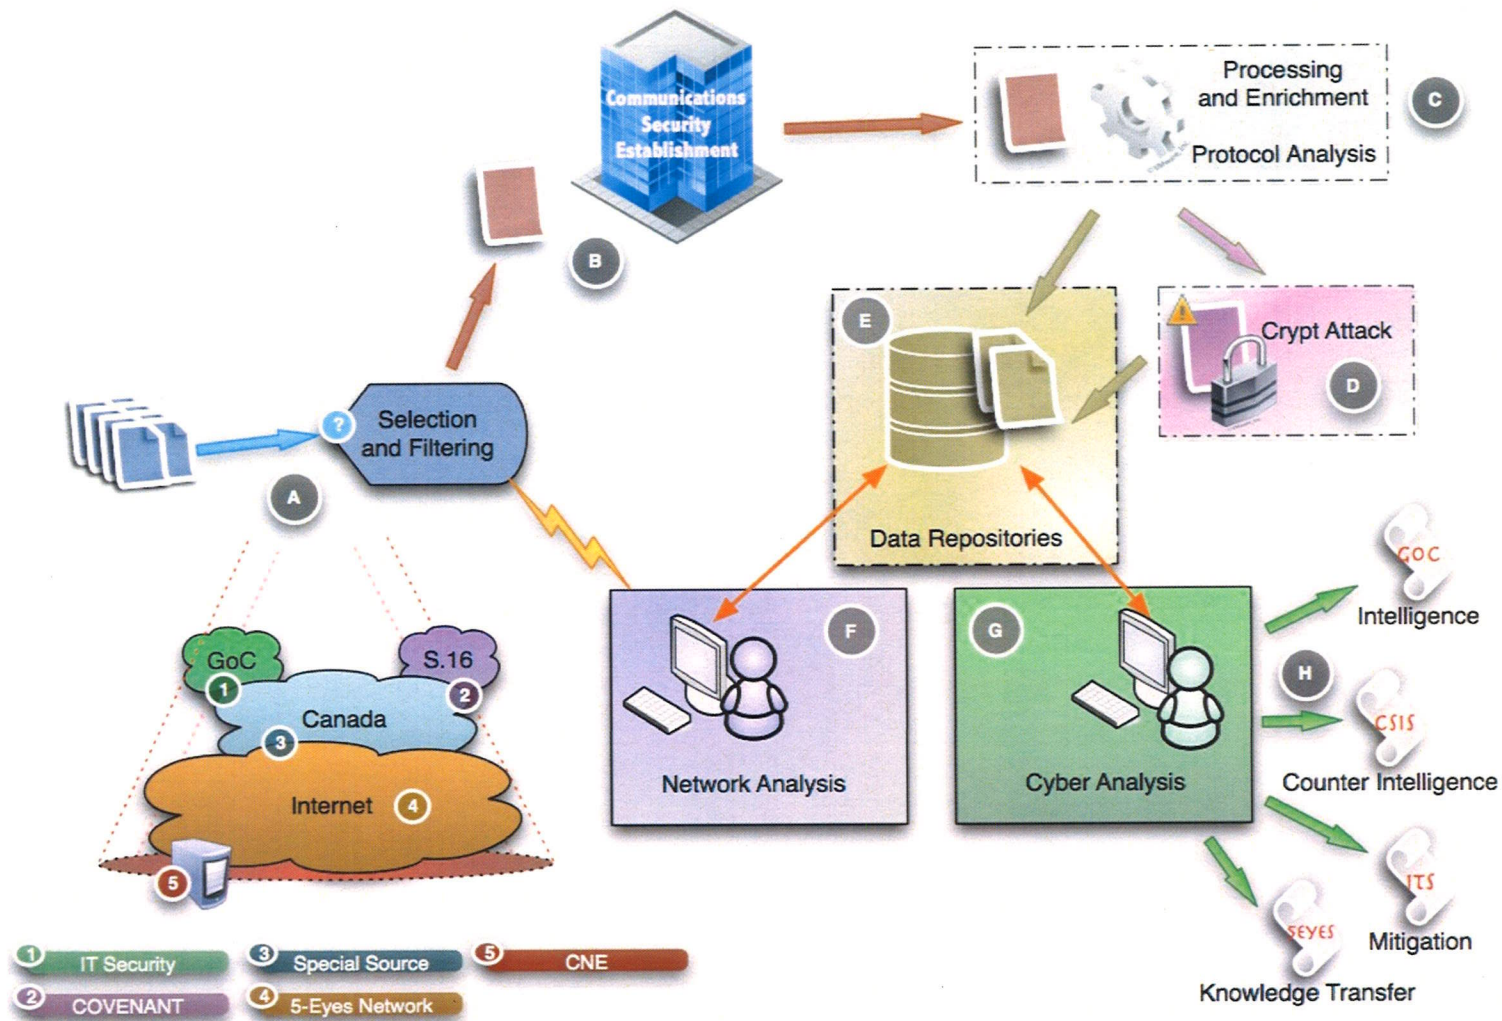 Communications
Security
Establishment
Processing
and Enrichment
Protocol Analysis
C
B
E
Crypt Attack
D
?
Selection
and Filtering
A
Data Repositories
GOC
Intelligence
GoC
1
S.16
2
Canada
3
Internet
4
5
F
Network Analysis
G
Cyber Analysis
H
CSIS
Counter Intelligence
ITS
Mitigation
5EYES
Knowledge Transfer
1 IT Security
3 Special Source
5 CNE
2 COVENANT
4 5-Eyes Network